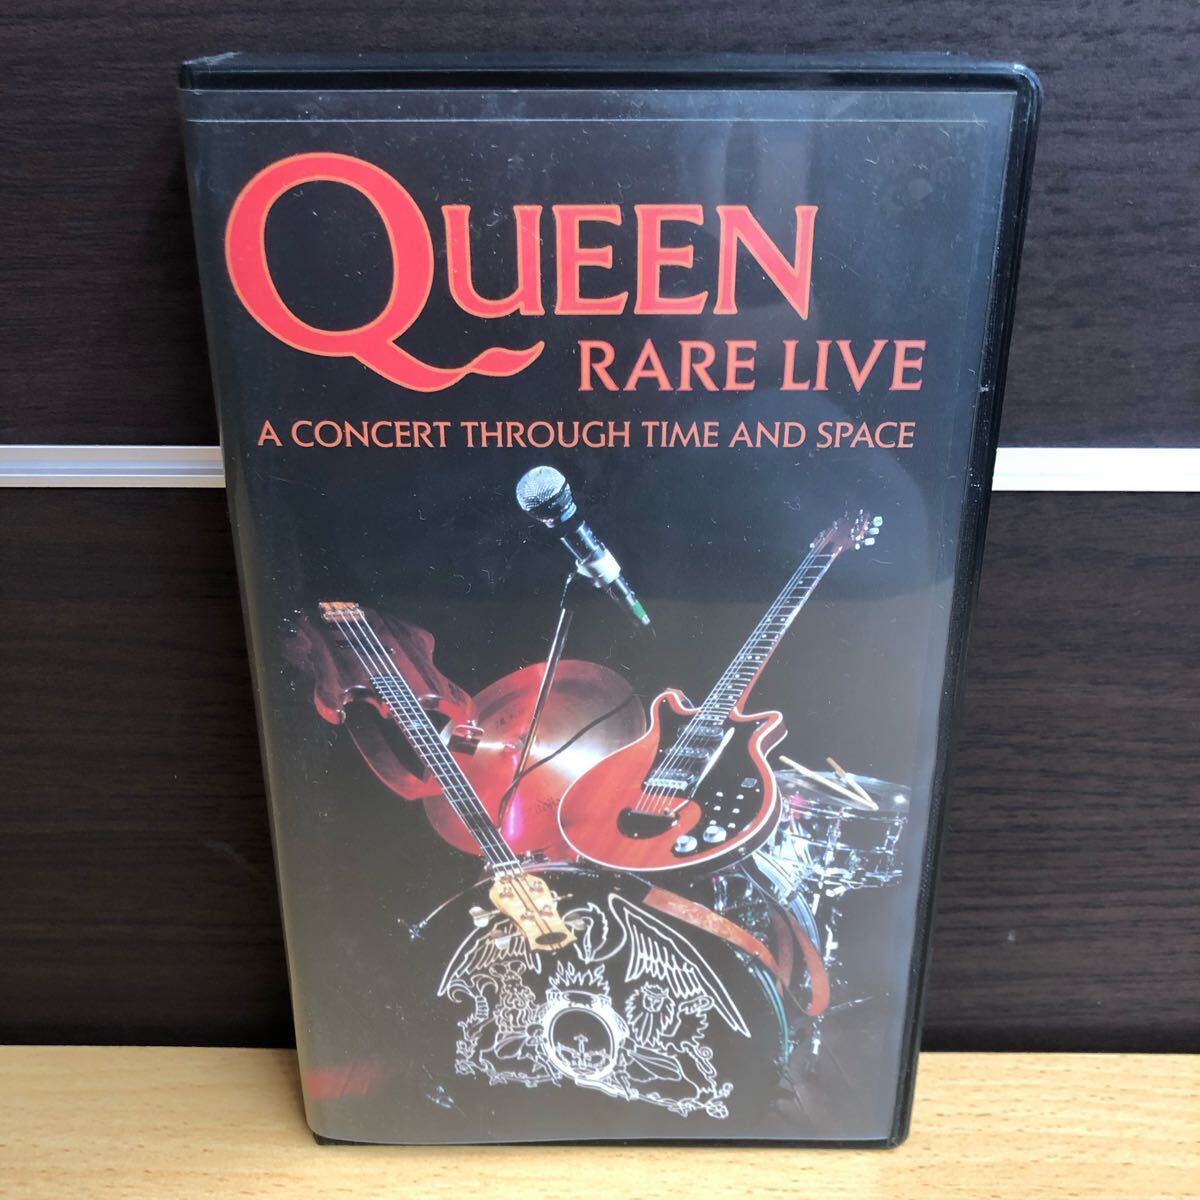 QUEEN
RARE LIVE
A CONCERT THROUGH TIME AND SPACE